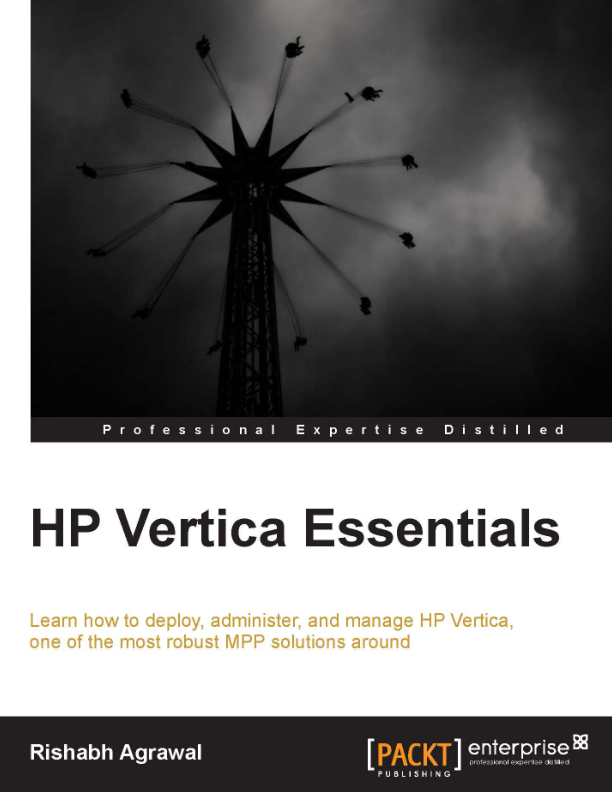 Professional Expertise Distilled
HP Vertica Essentials
Learn how to deploy, administer, and manage HP Vertica,
one of the most robust MPP solutions around
Rishabh Agrawal
[PACKT] enterprise
PUBLISHING professional expertise distilled